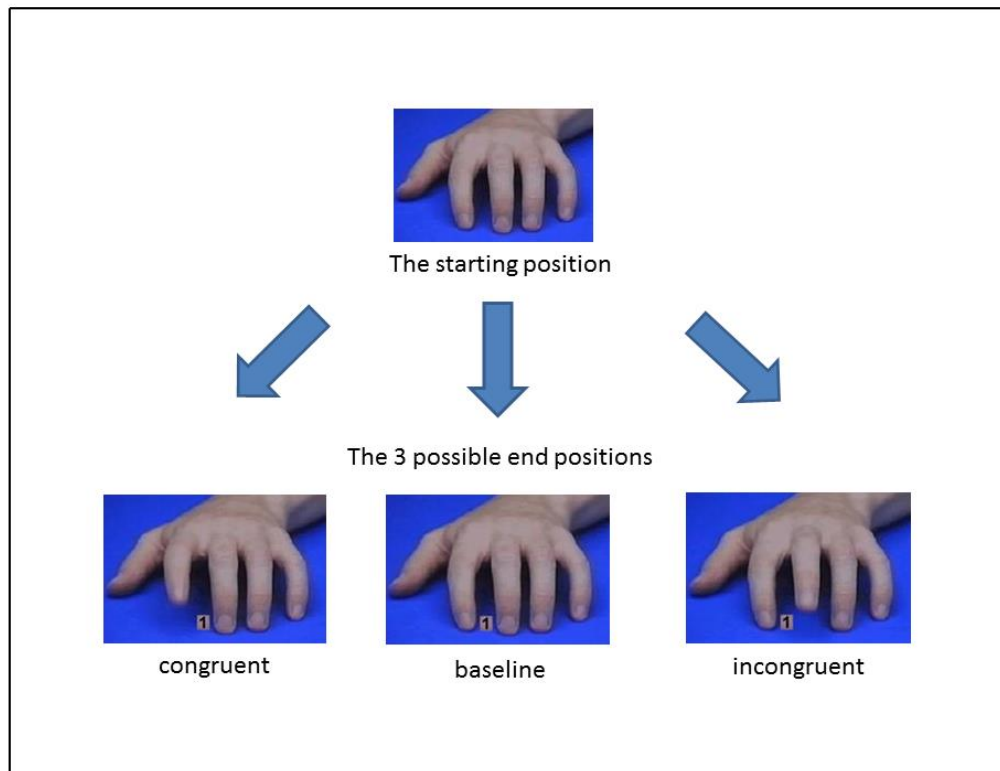 The starting position
The 3 possible end positions
1
1
1
congruent
baseline
incongruent